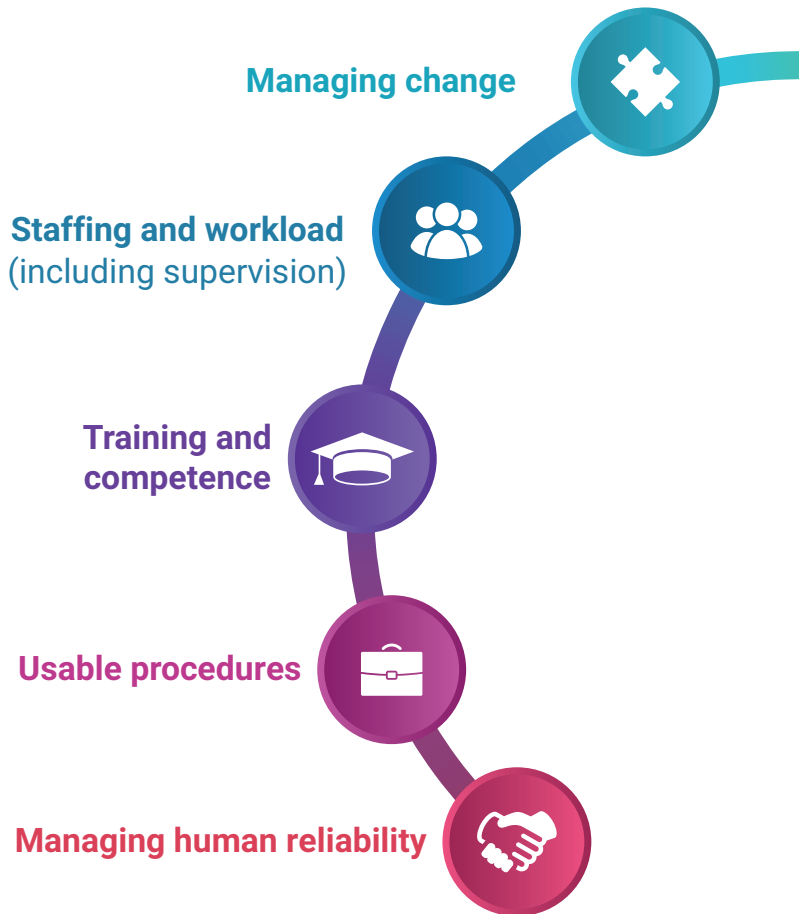 Managing change
Staffing and workload
(including supervision)
Training and
competence
Usable procedures
Managing human reliability